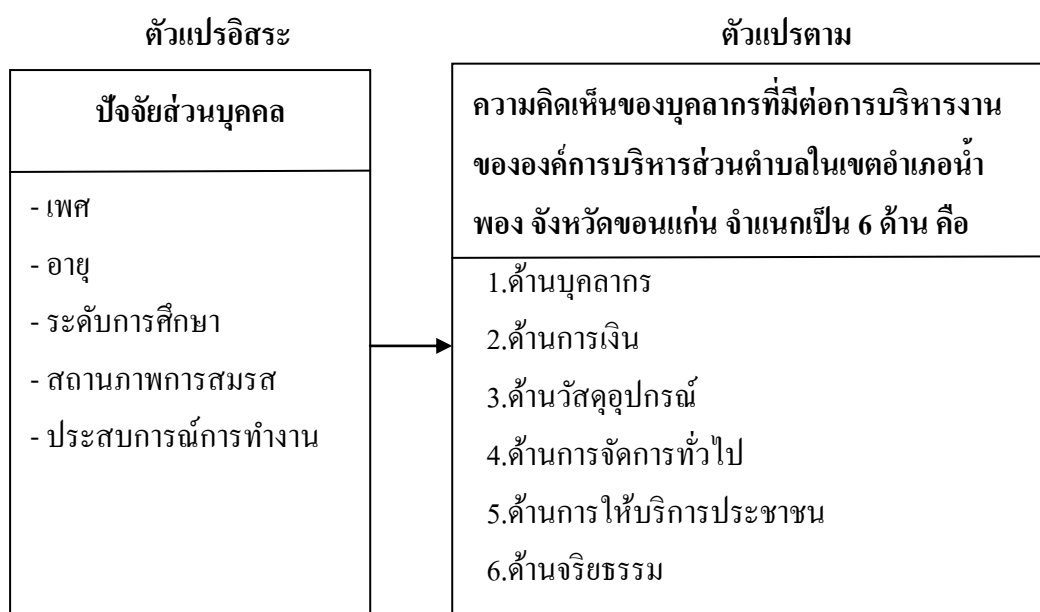 ตัวแปรอิสระ
ปัจจัยส่วนบุคคล
- เพศ
- อายุ
- ระดับการศึกษา
- สถานภาพการสมรส
- ประสบการณ์การทำงาน
ตัวแปรตาม
ความคิดเห็นของบุคลากรที่มีต่อการบริหารงาน
ขององค์การบริหารส่วนตำบลในเขตอำเภอน้ำ
พอง จังหวัดขอนแก่น จำแนกเป็น 6 ด้าน คือ
1.ด้านบุคลากร
2.ด้านการเงิน
3.ด้านวัสดุอุปกรณ์
4.ด้านการจัดการทั่วไป
5.ด้านการให้บริการประชาชน
6.ด้านจริยธรรม